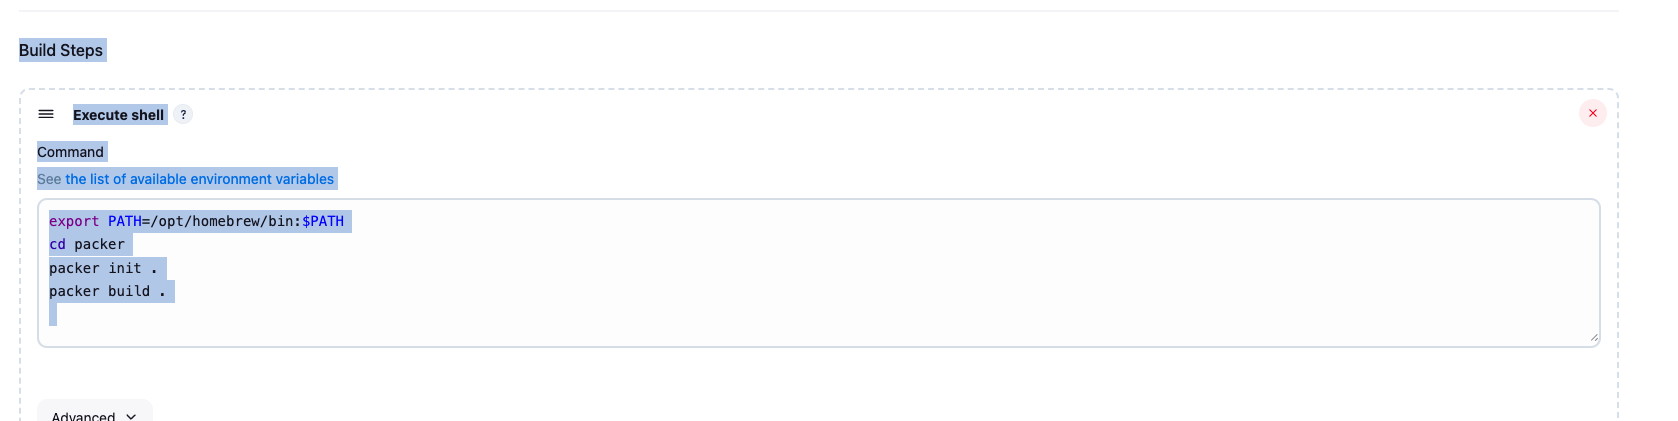 Build Steps
Execute shell ?
Command
See the list of available environment variables
export PATH=/opt/homebrew/bin:$PATH
cd packer
packer init .
packer build .
Advanced